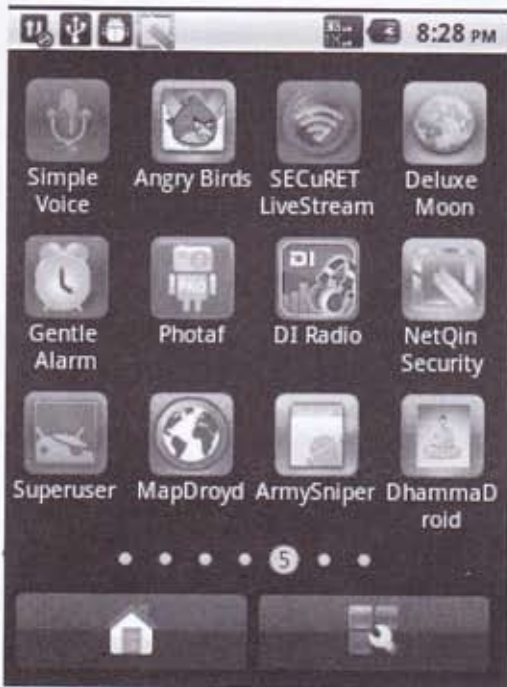 8:28 PM
Simple Voice
Angry Birds
SECuRET LiveStream
Deluxe Moon
Gentle Alarm
Photaf
PRO
DI Radio
DI
NetQin Security
Superuser
MapDroyd
ArmySniper
DhammaD
roid
5